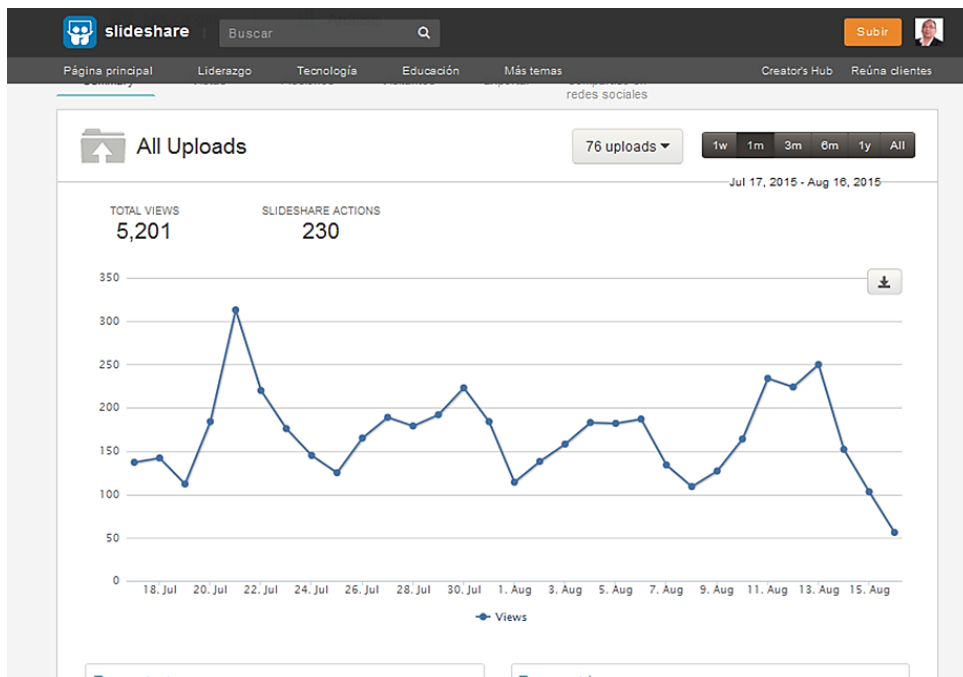 slideshare
Buscar
Subir
Página principal Liderazgo Tecnología Educación Más temas Creator's Hub Reúna clientes
redes sociales
All Uploads
76 uploads
1w 1m 3m 6m 1y All
Jul 17, 2015 - Aug 16, 2015
TOTAL VIEWS SLIDESHARE ACTIONS
5,201 230
350
300
250
200
150
100
50
0
18. Jul 20. Jul 22. Jul 24. Jul 26. Jul 28. Jul 30. Jul 1. Aug 3. Aug 5. Aug 7. Aug 9. Aug 11. Aug 13. Aug 15. Aug
Views